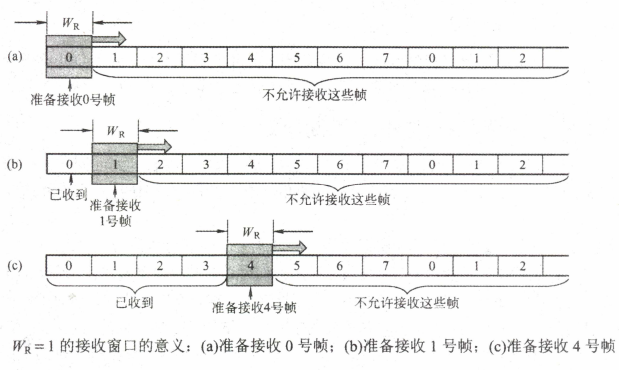 W_R
(a) 0 1 2 3 4 5 6 7 0 1 2
准备接收0号帧
不允许接收这些帧
W_R
(b) 0 1 2 3 4 5 6 7 0 1 2
已收到
准备接收
1号帧
不允许接收这些帧
W_R
(c) 0 1 2 3 4 5 6 7 0 1 2
已收到
准备接收4号帧
不允许接收这些帧
W_R=1 的接收窗口的意义：(a)准备接收 0 号帧；(b)准备接收 1 号帧；(c)准备接收 4 号帧